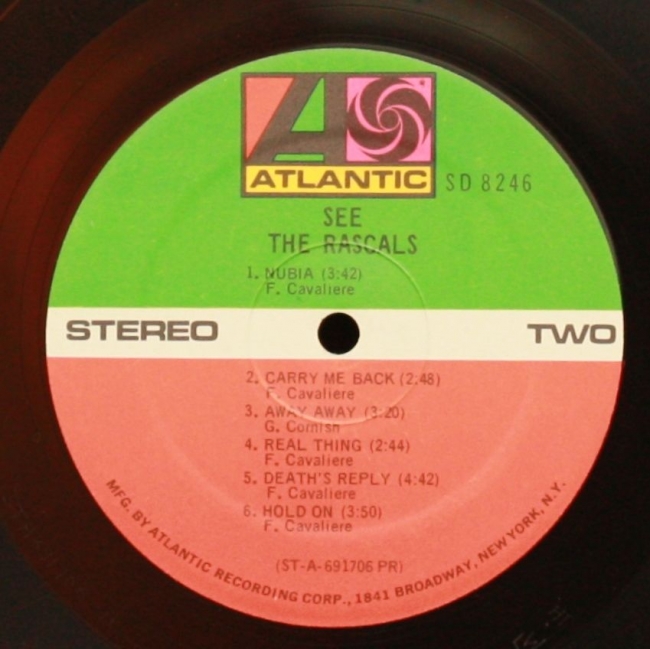 ATLANTIC
SD 8246
SEE
THE RASCALS
1. NUBIA (3:42)
F. Cavaliere
STEREO
TWO
2. CARRY ME BACK (2:48)
F. Cavaliere
3. AWAY AWAY (3:20)
G. Cornish
4. REAL THING (2:44)
F. Cavaliere
5. DEATH'S REPLY (4:42)
F. Cavaliere
6. HOLD ON (3:50)
F. Cavaliere
(ST-A-691706 PR)
MFG. BY ATLANTIC RECORDING CORP., 1841 BROADWAY, NEW YORK, N.Y.